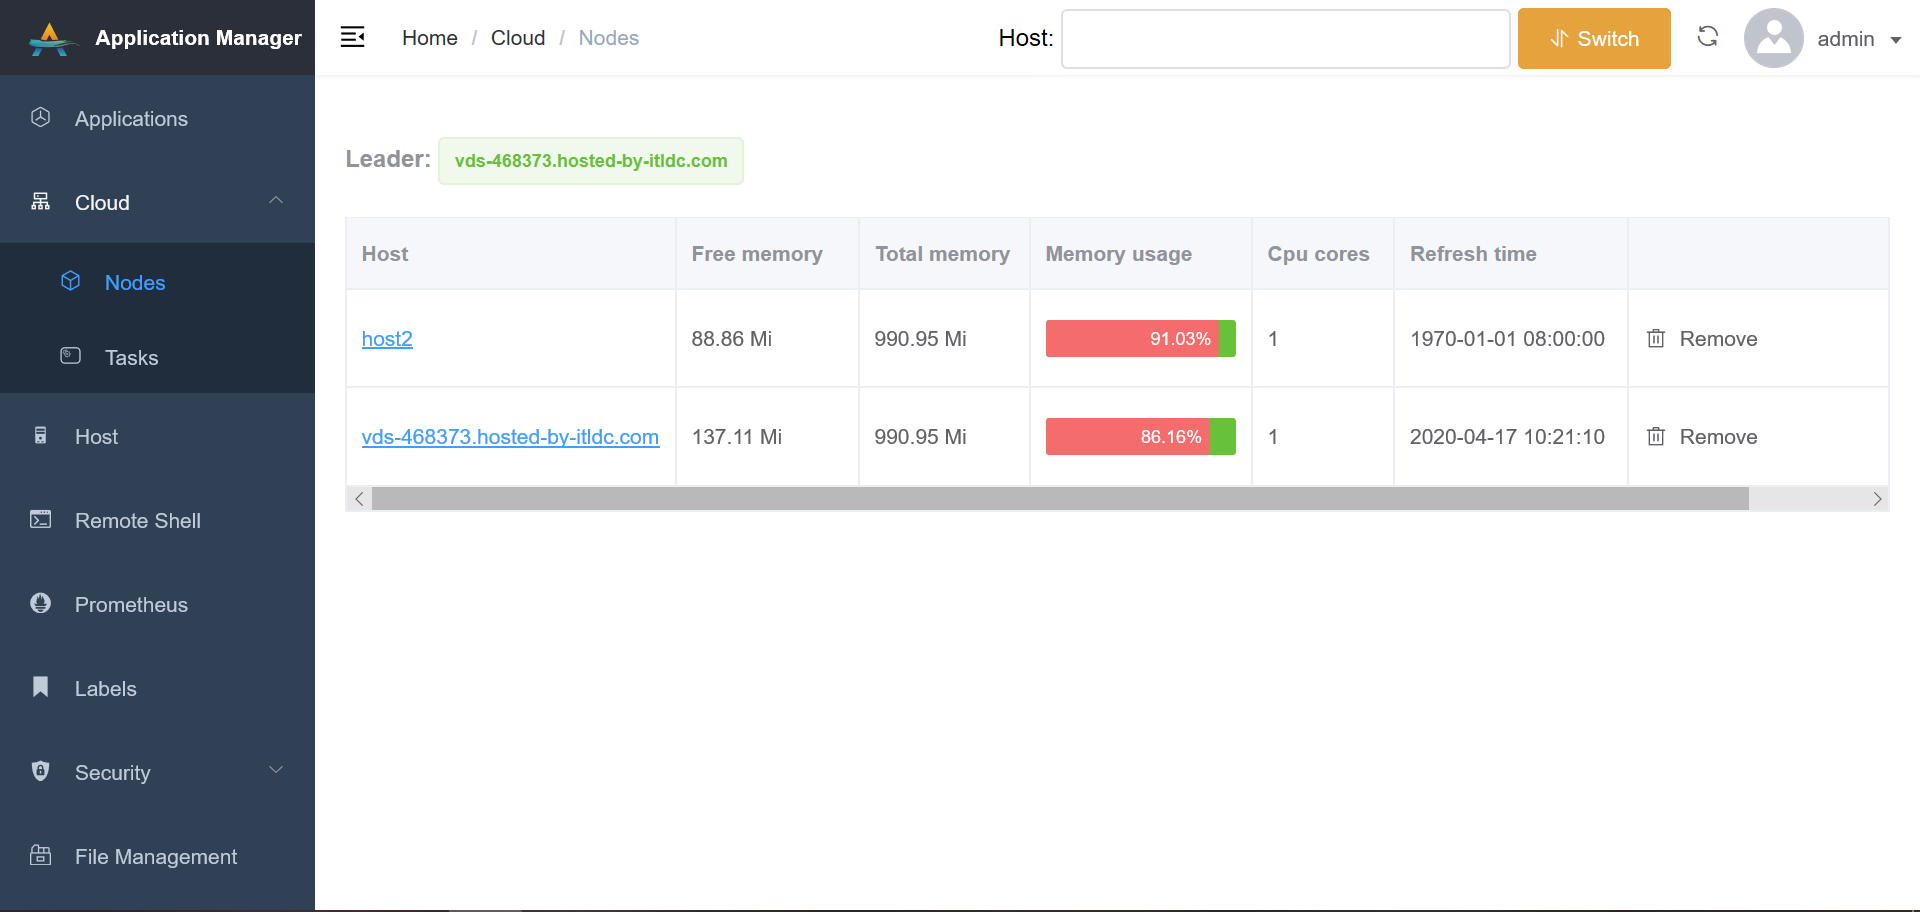 Application Manager
Home / Cloud / Nodes
Host:
Switch
admin
Applications
Cloud
Nodes
Tasks
Host
Remote Shell
Prometheus
Labels
Security
File Management
Leader: vds-468373.hosted-by-itldc.com
Host Free memory Total memory Memory usage Cpu cores Refresh time
host2 88.86 Mi 990.95 Mi 91.03% 1 1970-01-01 08:00:00 Remove
vds-468373.hosted-by-itldc.com 137.11 Mi 990.95 Mi 86.16% 1 2020-04-17 10:21:10 Remove